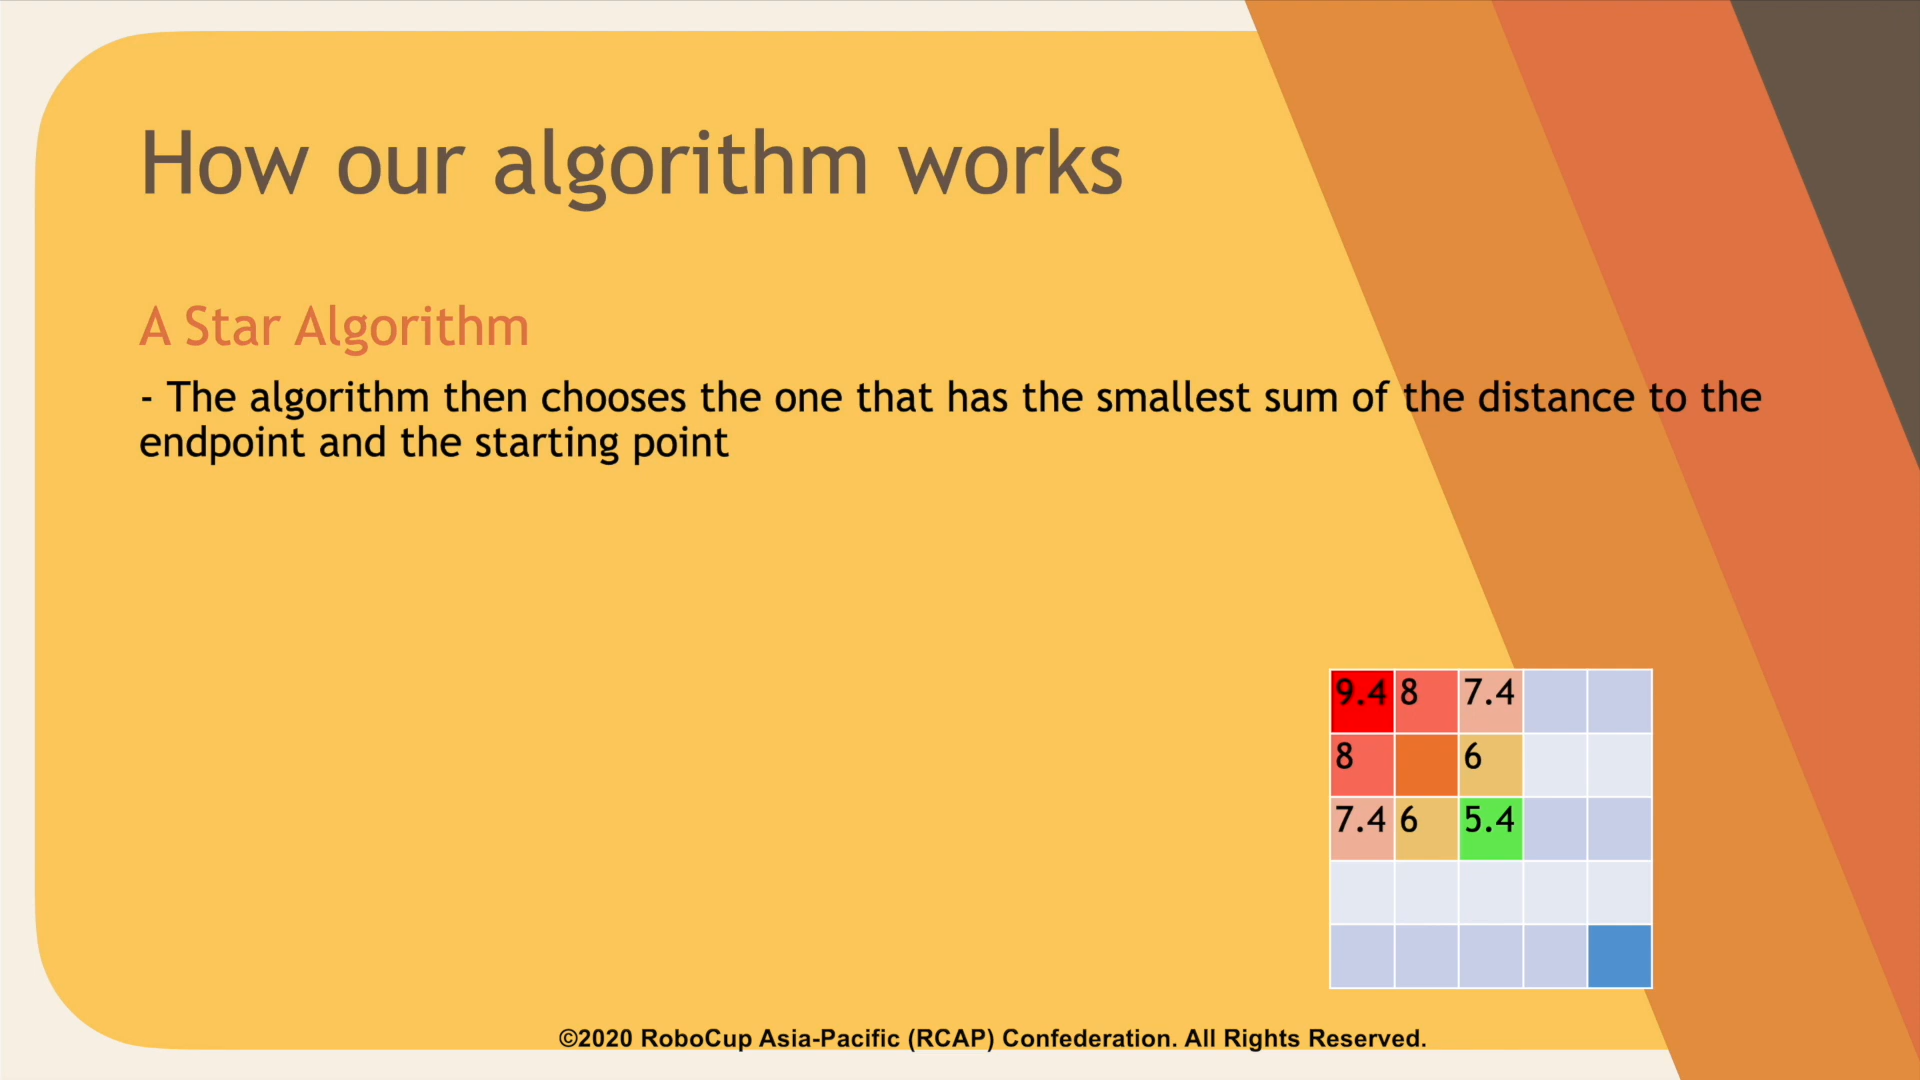 How our algorithm works
A Star Algorithm
- The algorithm then chooses the one that has the smallest sum of the distance to the
endpoint and the starting point
9.4 8 7.4
8 6
7.4 6 5.4
©2020 RoboCup Asia-Pacific (RCAP) Confederation. All Rights Reserved.